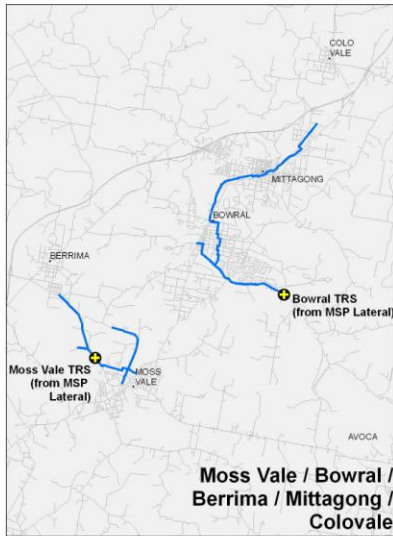 COLO
VALE
MITTAGONG
BOWRAL
BERRIMA
Bowral TRS
(from MSP Lateral)
Moss Vale TRS
(from MSP
Lateral)
MOSS
VALE
AVOCA
Moss Vale / Bowral /
Berrima / Mittagong /
Colovale